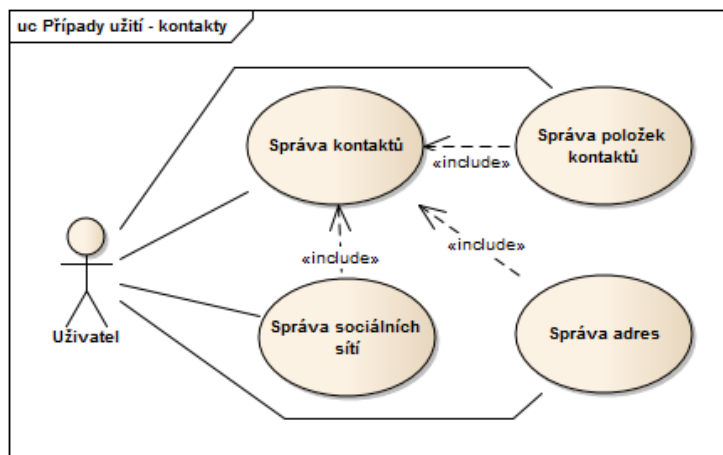 uc Případy užití - kontakty
Správa kontaktů
Správa položek
kontaktů
«include»
«include»
«include»
Uživatel
Správa sociálních
sítí
Správa adres